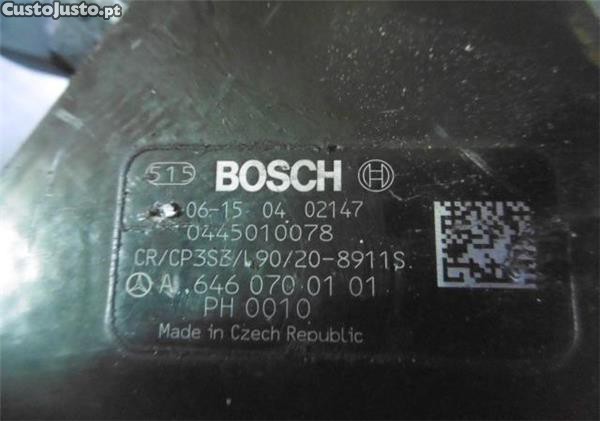 CustoJusto.pt
515 BOSCH
06-15 04 02147
0445010078
CR/CP3S3/L90/20-8911S
A 646 070 01 01
PH 0010
Made in Czech Republic